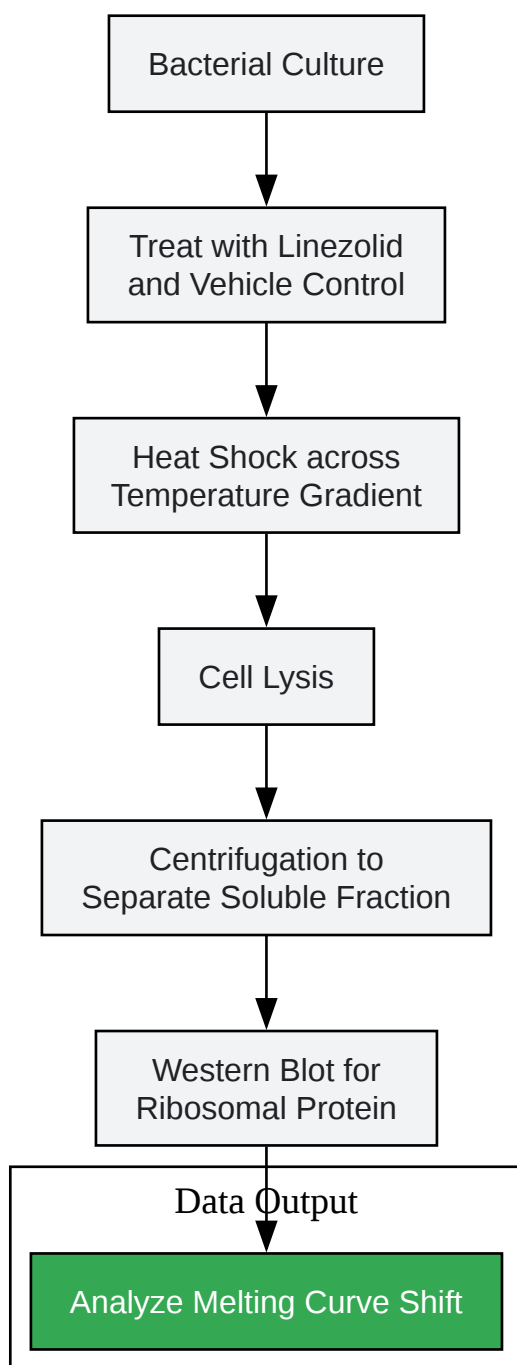 Bacterial Culture
Treat with Linezolid
and Vehicle Control
Heat Shock across
Temperature Gradient
Cell Lysis
Centrifugation to
Separate Soluble Fraction
Western Blot for
Ribosomal Protein
Data Output
Analyze Melting Curve Shift